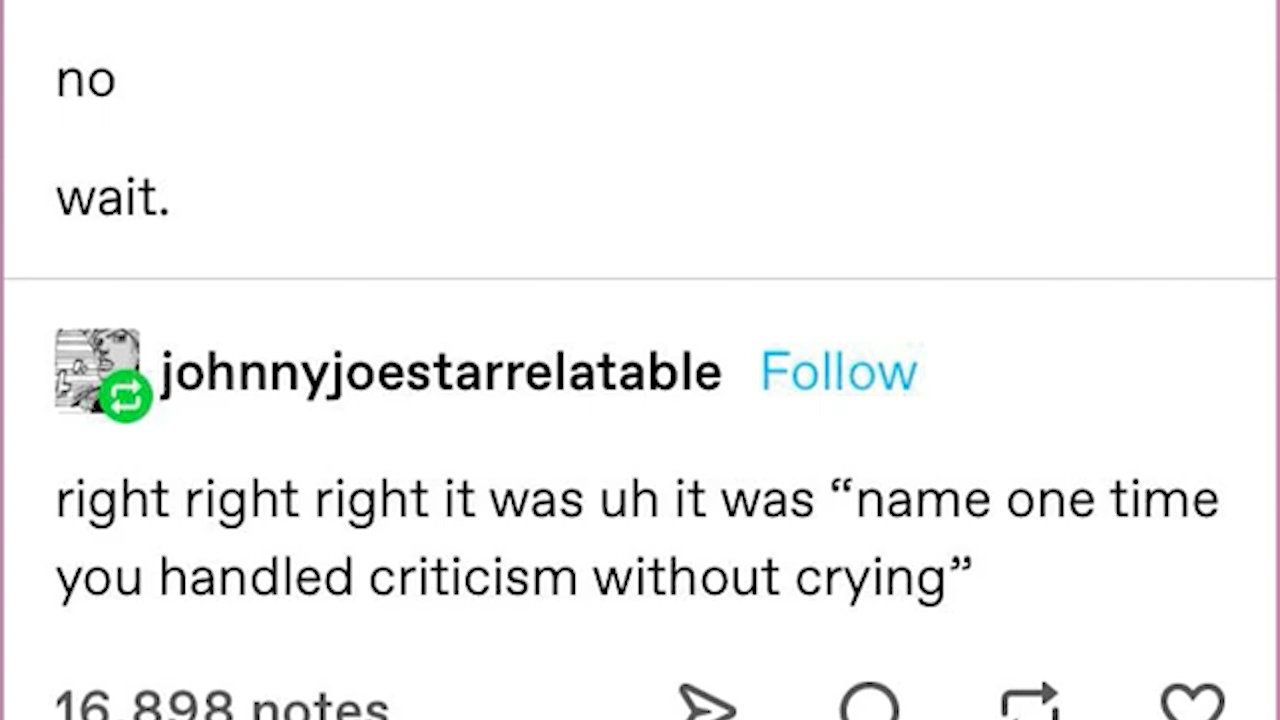 no
wait.
johnnyjoestarrelatable Follow
right right right it was uh it was “name one time
you handled criticism without crying”
16,898 notes